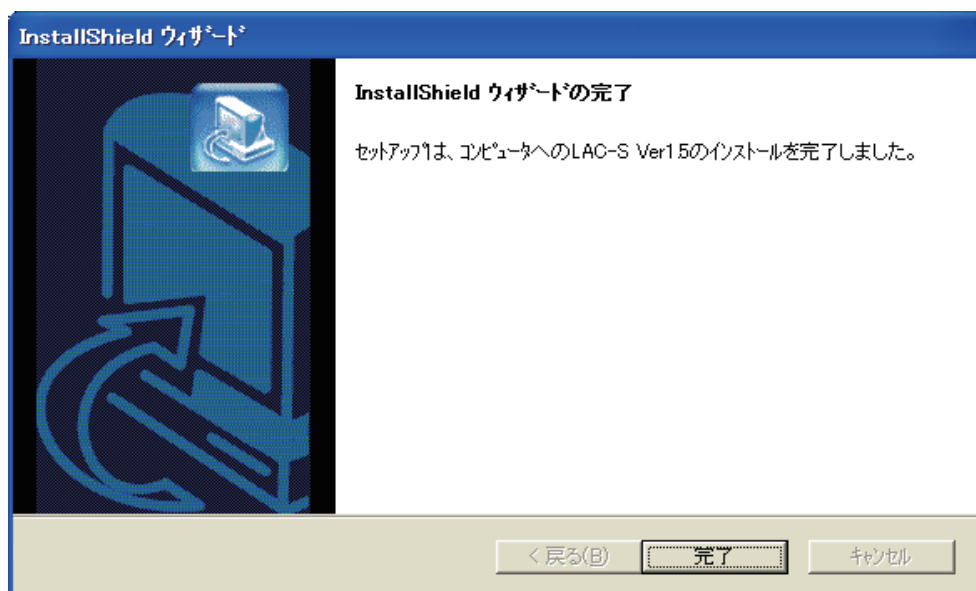 InstallShield ウィザード
InstallShield ウィザードの完了
セットアップは、コンピュータへのLAC-S Ver1.5のインストールを完了しました。
< 戻る(B)
完了
キャンセル